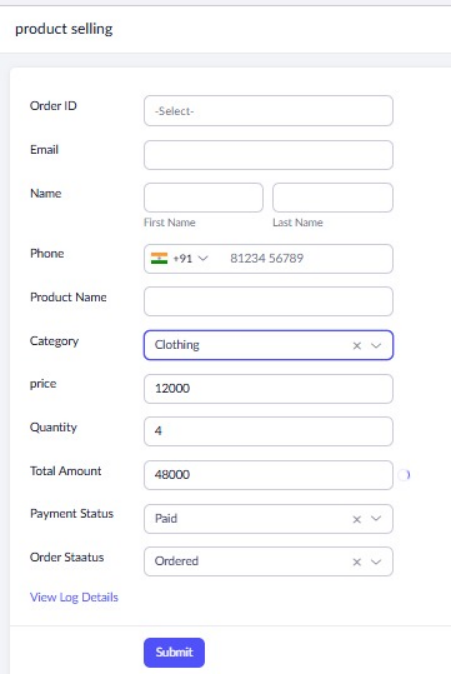 product selling
Order ID
-Select-
Email
Name
First Name
Last Name
Phone
+91
81234 56789
Product Name
Category
Clothing
price
12000
Quantity
4
Total Amount
48000
Payment Status
Paid
Order Staatus
Ordered
View Log Details
Submit